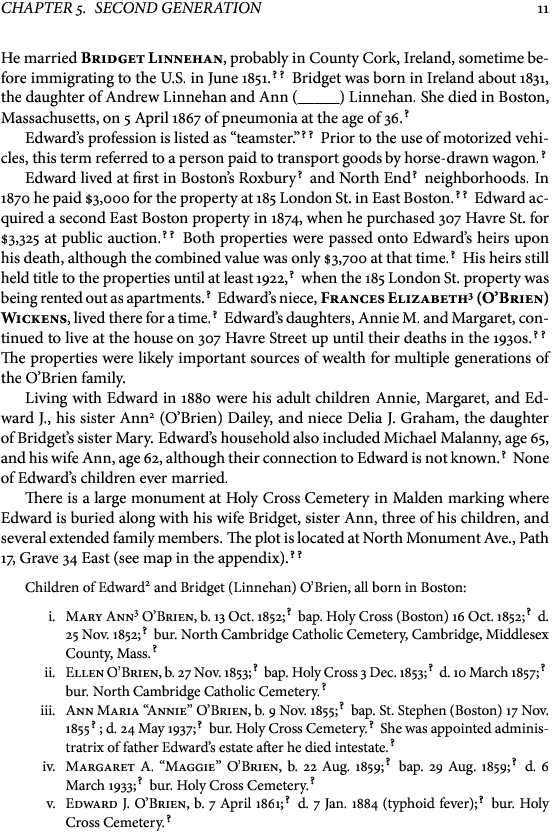 CHAPTER 5. SECOND GENERATION 11
He married BRIDGET LINNEHAN, probably in County Cork, Ireland, sometime be-
fore immigrating to the U.S. in June 1851.? ? Bridget was born in Ireland about 1831,
the daughter of Andrew Linnehan and Ann (_____) Linnehan. She died in Boston,
Massachusetts, on 5 April 1867 of pneumonia at the age of 36.?
Edward’s profession is listed as “teamster.”? ? Prior to the use of motorized vehi-
cles, this term referred to a person paid to transport goods by horse-drawn wagon.?
Edward lived at first in Boston’s Roxbury? and North End? neighborhoods. In
1870 he paid $3,000 for the property at 185 London St. in East Boston.? ? Edward ac-
quired a second East Boston property in 1874, when he purchased 307 Havre St. for
$3,325 at public auction.? ? Both properties were passed onto Edward’s heirs upon
his death, although the combined value was only $3,700 at that time.? His heirs still
held title to the properties until at least 1922,? when the 185 London St. property was
being rented out as apartments.? Edward’s niece, FRANCES ELIZABETH³ (O’BRIEN)
WICKENS, lived there for a time.? Edward’s daughters, Annie M. and Margaret, con-
tinued to live at the house on 307 Havre Street up until their deaths in the 1930s.? ?
The properties were likely important sources of wealth for multiple generations of
the O’Brien family.
Living with Edward in 1880 were his adult children Annie, Margaret, and Ed-
ward J., his sister Ann² (O’Brien) Dailey, and niece Delia J. Graham, the daughter
of Bridget’s sister Mary. Edward’s household also included Michael Malanny, age 65,
and his wife Ann, age 62, although their connection to Edward is not known.? None
of Edward’s children ever married.
There is a large monument at Holy Cross Cemetery in Malden marking where
Edward is buried along with his wife Bridget, sister Ann, three of his children, and
several extended family members. The plot is located at North Monument Ave., Path
17, Grave 34 East (see map in the appendix).? ?
Children of Edward² and Bridget (Linnehan) O’Brien, all born in Boston:
i. MARY ANN³ O’BRIEN, b. 13 Oct. 1852;? bap. Holy Cross (Boston) 16 Oct. 1852;? d.
25 Nov. 1852;? bur. North Cambridge Catholic Cemetery, Cambridge, Middlesex
County, Mass.?
ii. ELLEN O’BRIEN, b. 27 Nov. 1853;? bap. Holy Cross 3 Dec. 1853;? d. 10 March 1857;?
bur. North Cambridge Catholic Cemetery.?
iii. ANN MARIA “ANNIE” O’BRIEN, b. 9 Nov. 1855;? bap. St. Stephen (Boston) 17 Nov.
1855? ; d. 24 May 1937;? bur. Holy Cross Cemetery.? She was appointed adminis-
tratrix of father Edward’s estate after he died intestate.?
iv. MARGARET A. “MAGGIE” O’BRIEN, b. 22 Aug. 1859;? bap. 29 Aug. 1859;? d. 6
March 1933;? bur. Holy Cross Cemetery.?
v. EDWARD J. O’BRIEN, b. 7 April 1861;? d. 7 Jan. 1884 (typhoid fever);? bur. Holy
Cross Cemetery.?